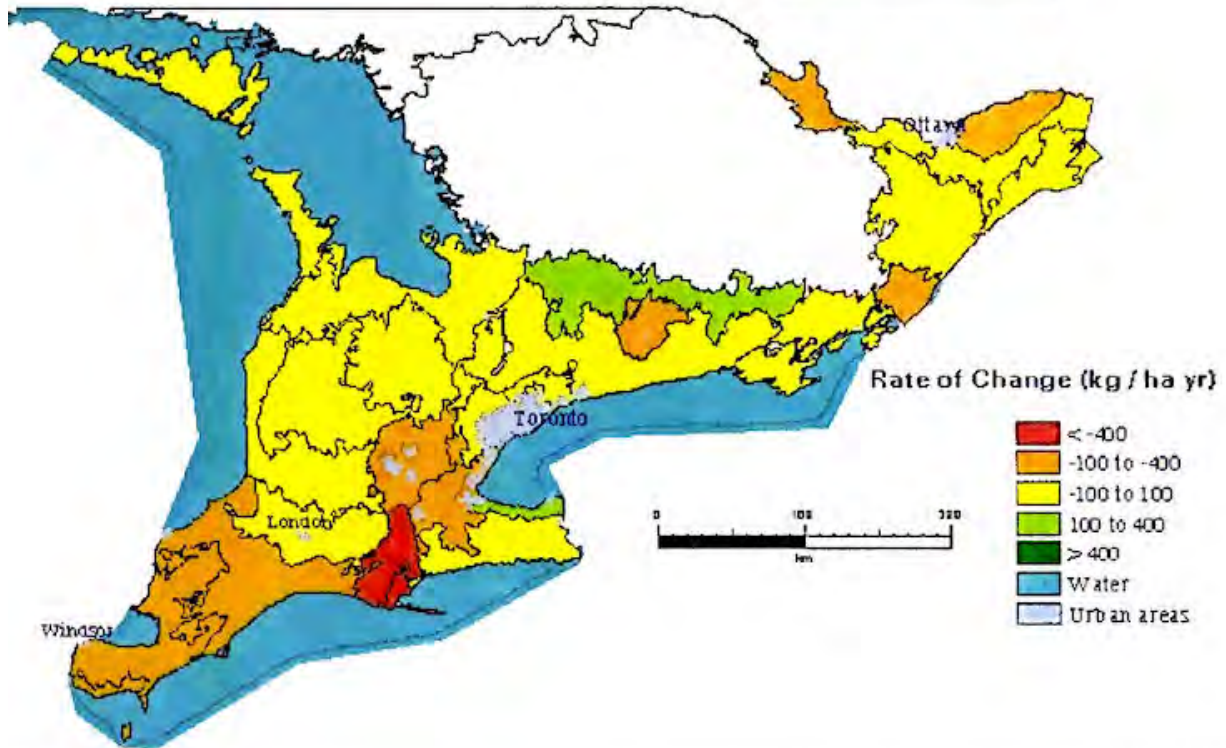 Ottawa
Rate of Change (kg / ha yr)
< -400
-100 to -400
Toronto
-100 to 100
London
0 100 320
100 to 400
km
> 400
Water
Windsor
Urban areas